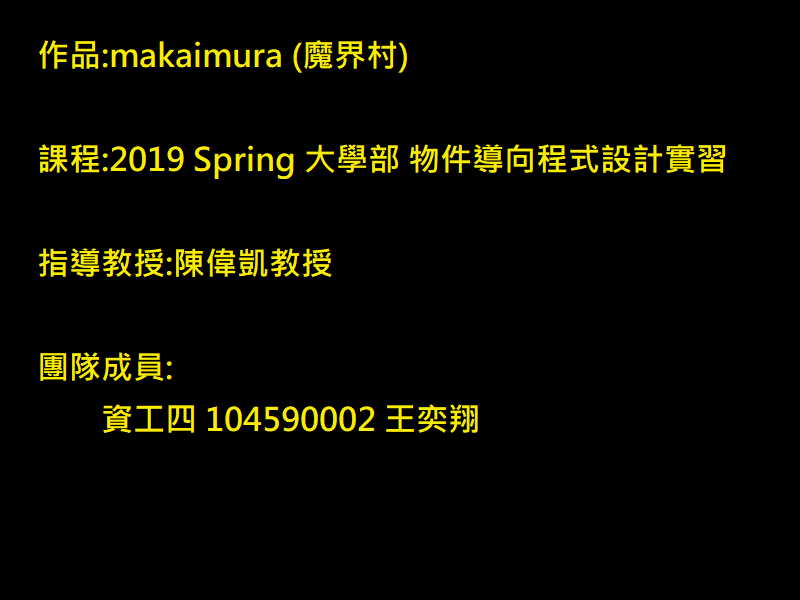 作品:makaimura (魔界村)
課程:2019 Spring 大學部 物件導向程式設計實習
指導教授:陳偉凱教授
團隊成員:
資工四 104590002 王奕翔